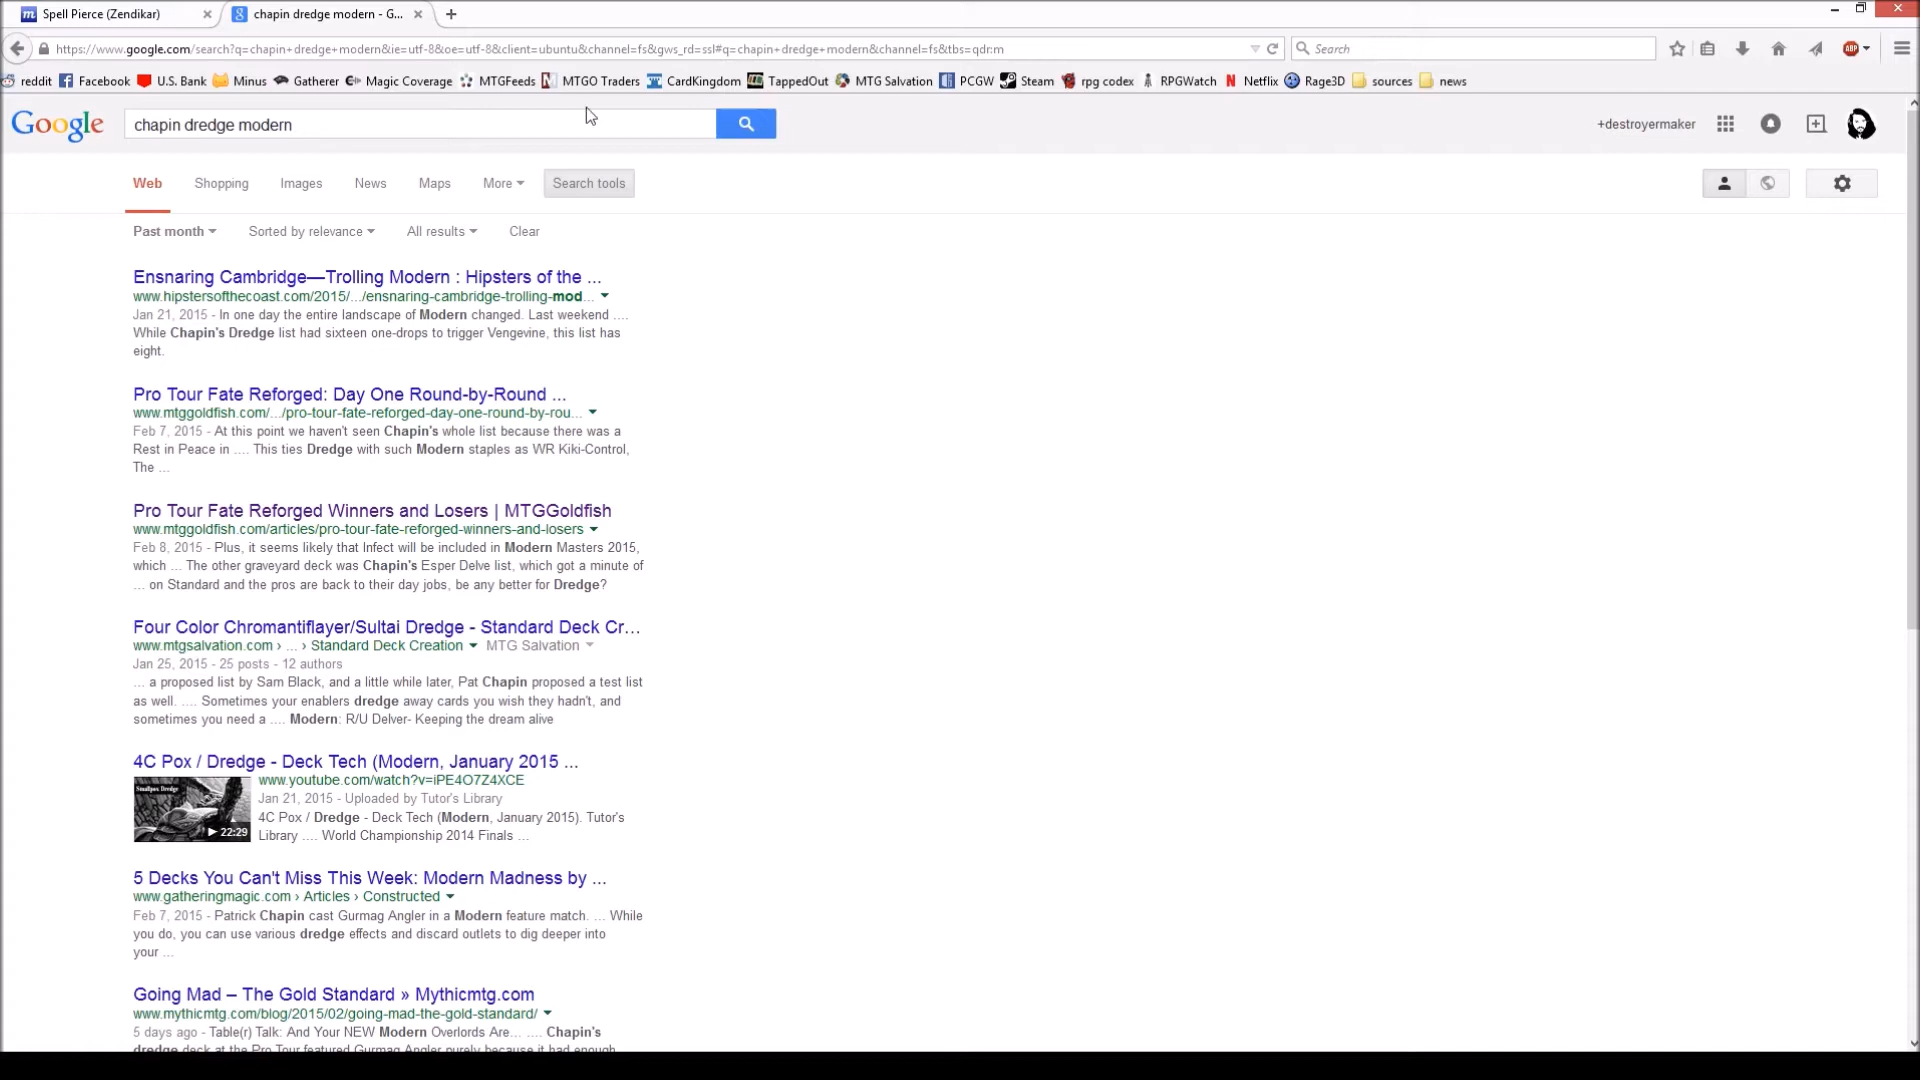 Spell Pierce (Zendikar)
chapin dredge modern - G...
https://www.google.com/search?q=chapin+dredge+modern&ie=utf-8&oe=utf-8&client=ubuntu&channel=fs&gws_rd=ssl#q=chapin+dredge+modern&channel=fs&tbs=qdr:m
Search
ABP
reddit Facebook U.S. Bank Minus Gatherer Magic Coverage MTGFeeds MTGO Traders CardKingdom TappedOut MTG Salvation PCGW Steam rpg codex RPGWatch Netflix Rage3D sources news
Google
chapin dredge modern
+destroyermaker
Web Shopping Images News Maps More Search tools
Past month Sorted by relevance All results Clear
Ensnaring Cambridge—Trolling Modern : Hipsters of the ...
www.hipstersofthecoast.com/2015/.../ensnaring-cambridge-trolling-mod...
Jan 21, 2015 - In one day the entire landscape of Modern changed. Last weekend ....
While Chapin's Dredge list had sixteen one-drops to trigger Vengevine, this list has
eight.
Pro Tour Fate Reforged: Day One Round-by-Round ...
www.mtggoldfish.com/.../pro-tour-fate-reforged-day-one-round-by-rou...
Feb 7, 2015 - At this point we haven't seen Chapin's whole list because there was a
Rest in Peace in .... This ties Dredge with such Modern staples as WR Kiki-Control,
The ...
Pro Tour Fate Reforged Winners and Losers | MTGGoldfish
www.mtggoldfish.com/articles/pro-tour-fate-reforged-winners-and-losers
Feb 8, 2015 - Plus, it seems likely that Infect will be included in Modern Masters 2015,
which ... The other graveyard deck was Chapin's Esper Delve list, which got a minute of
... on Standard and the pros are back to their day jobs, be any better for Dredge?
Four Color Chromantiflayer/Sultai Dredge - Standard Deck Cr...
www.mtgsalvation.com › ... › Standard Deck Creation MTG Salvation
Jan 25, 2015 - 25 posts - 12 authors
... a proposed list by Sam Black, and a little while later, Pat Chapin proposed a test list
as well. .... Sometimes your enablers dredge away cards you wish they hadn't, and
sometimes you need a .... Modern: R/U Delver- Keeping the dream alive
4C Pox / Dredge - Deck Tech (Modern, January 2015 ...
Smallpox Dredge
22:29
www.youtube.com/watch?v=iPE4O7Z4XCE
Jan 21, 2015 - Uploaded by Tutor's Library
4C Pox / Dredge - Deck Tech (Modern, January 2015). Tutor's
Library .... World Championship 2014 Finals ...
5 Decks You Can't Miss This Week: Modern Madness by ...
www.gatheringmagic.com › Articles › Constructed
Feb 7, 2015 - Patrick Chapin cast Gurmag Angler in a Modern feature match. ... While
you do, you can use various dredge effects and discard outlets to dig deeper into
your ...
Going Mad – The Gold Standard » Mythicmtg.com
www.mythicmtg.com/blog/2015/02/going-mad-the-gold-standard/
5 days ago - Table(r) Talk: And Your NEW Modern Overlords Are... .... Chapin's
dredge deck at the Pro Tour featured Gurmag Angler purely because it had enough